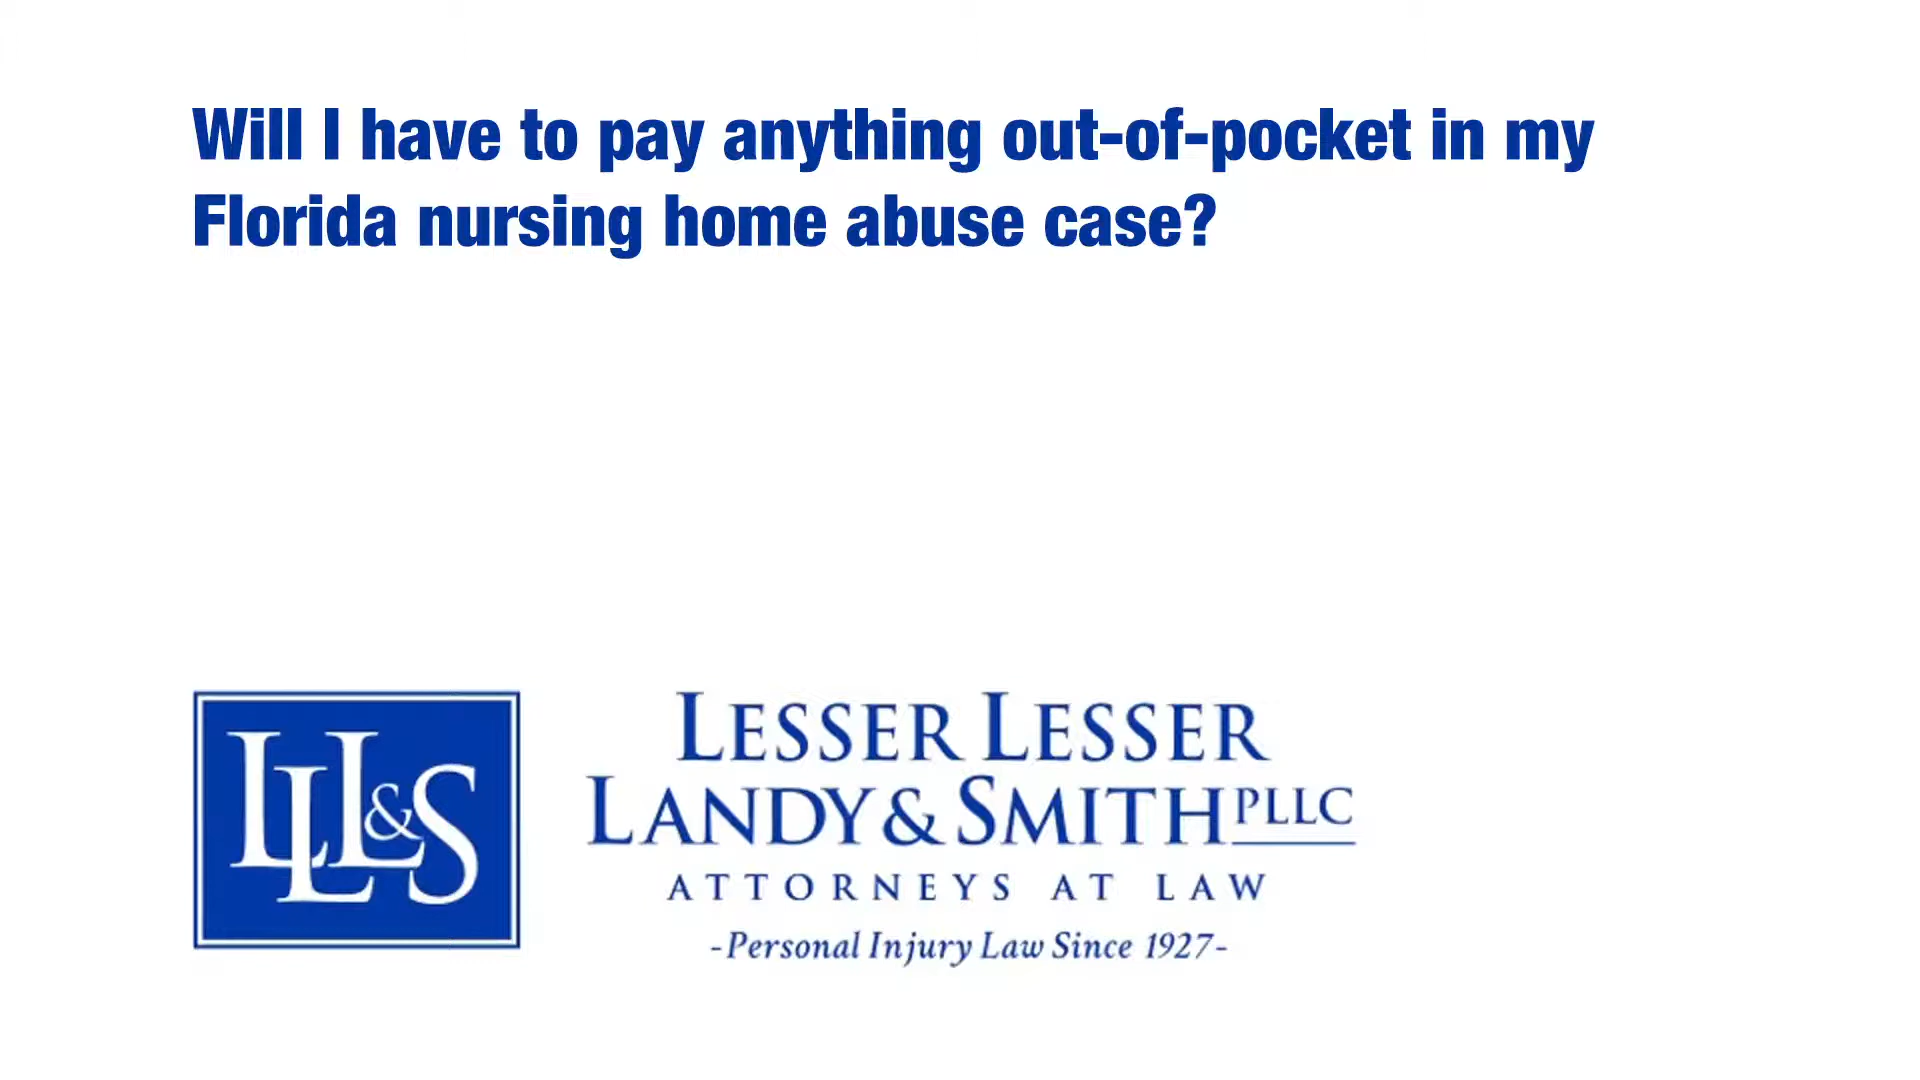 Will I have to pay anything out-of-pocket in my
Florida nursing home abuse case?
LLL&S
LESSER LESSER
LANDY & SMITH PLLC
ATTORNEYS AT LAW
-Personal Injury Law Since 1927-